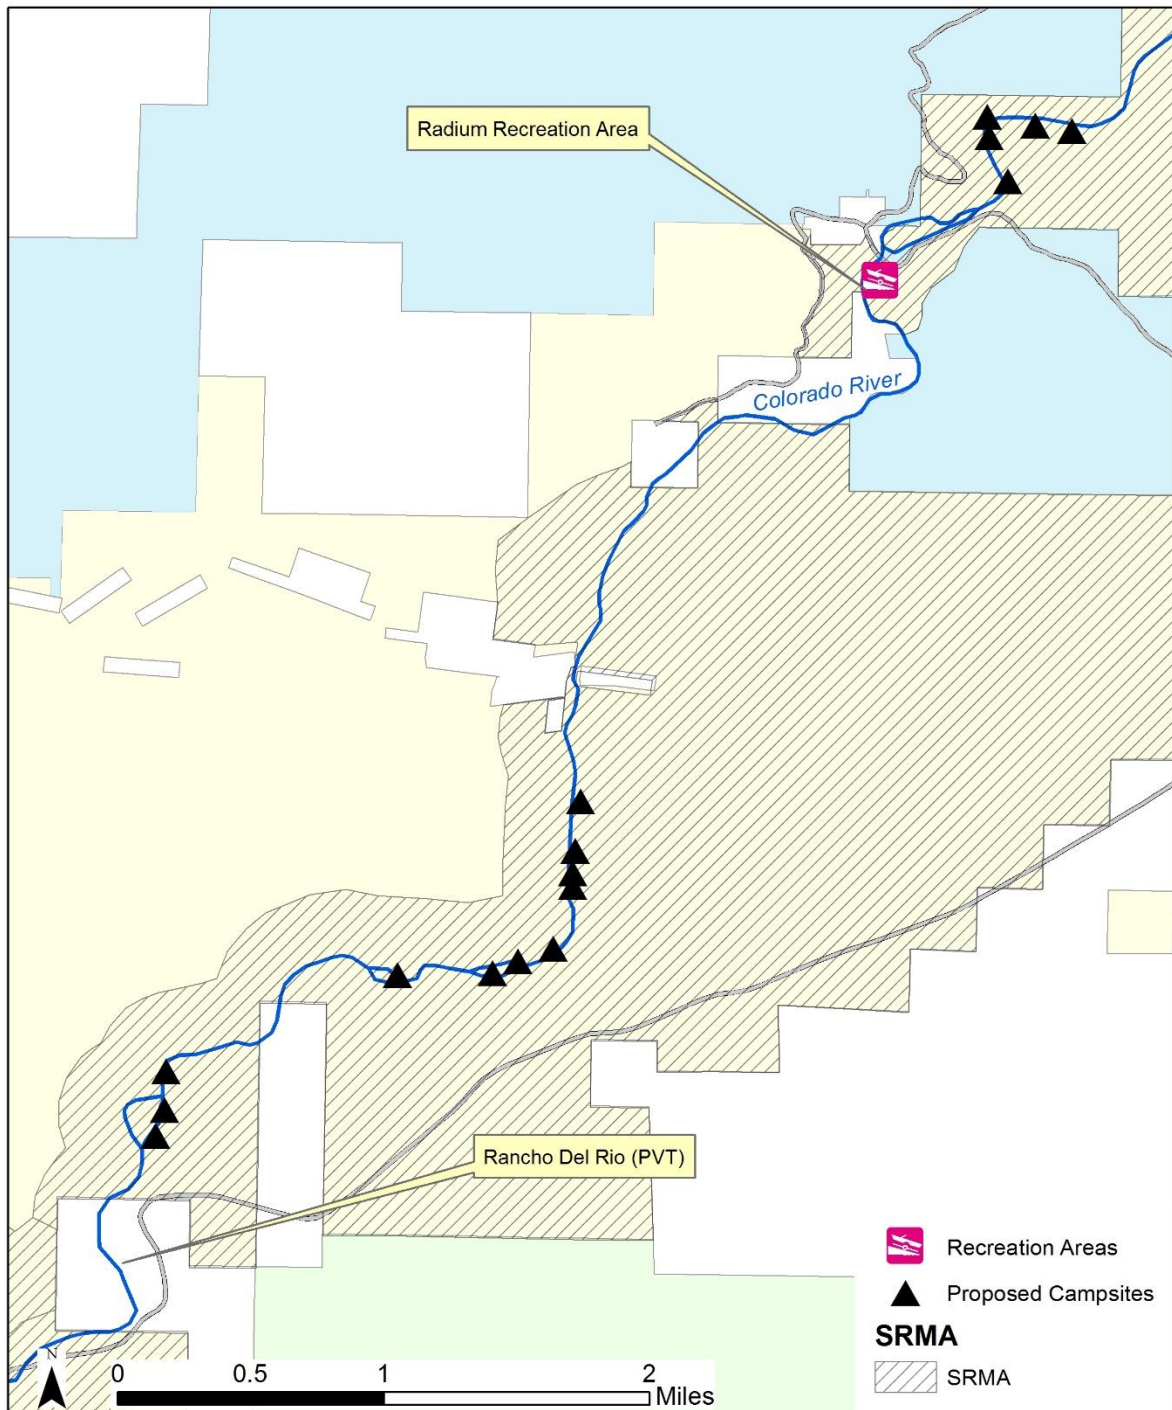 Radium Recreation Area
Colorado River
Rancho Del Rio (PVT)
Recreation Areas
Proposed Campsites
SRMA
SRMA
N
0 0.5 1 2
Miles